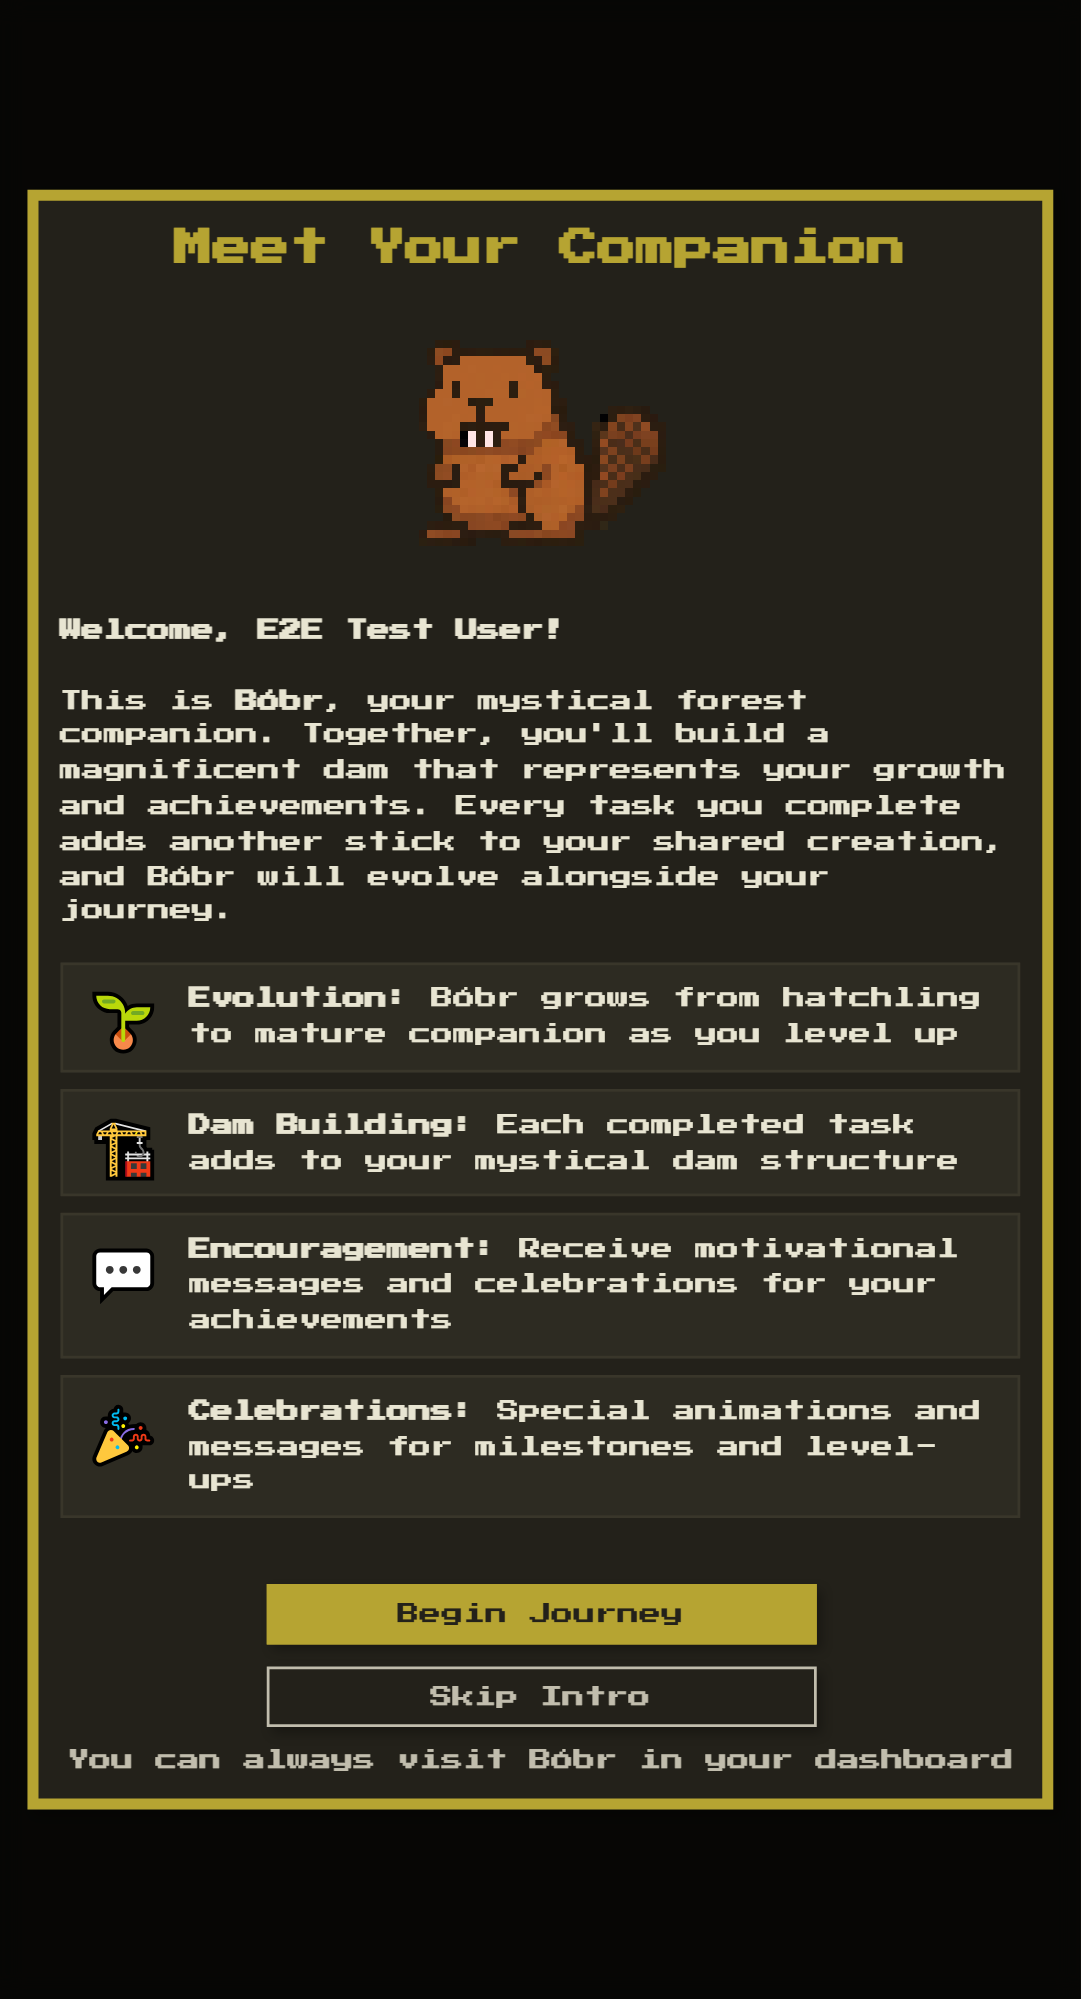 Meet Your Companion
Welcome, E2E Test User!
This is Bóbr, your mystical forest
companion. Together, you'll build a
magnificent dam that represents your growth
and achievements. Every task you complete
adds another stick to your shared creation,
and Bóbr will evolve alongside your
journey.
Evolution: Bóbr grows from hatchling
to mature companion as you level up
Dam Building: Each completed task
adds to your mystical dam structure
Encouragement: Receive motivational
messages and celebrations for your
achievements
Celebrations: Special animations and
messages for milestones and level-
ups
Begin Journey
Skip Intro
You can always visit Bóbr in your dashboard